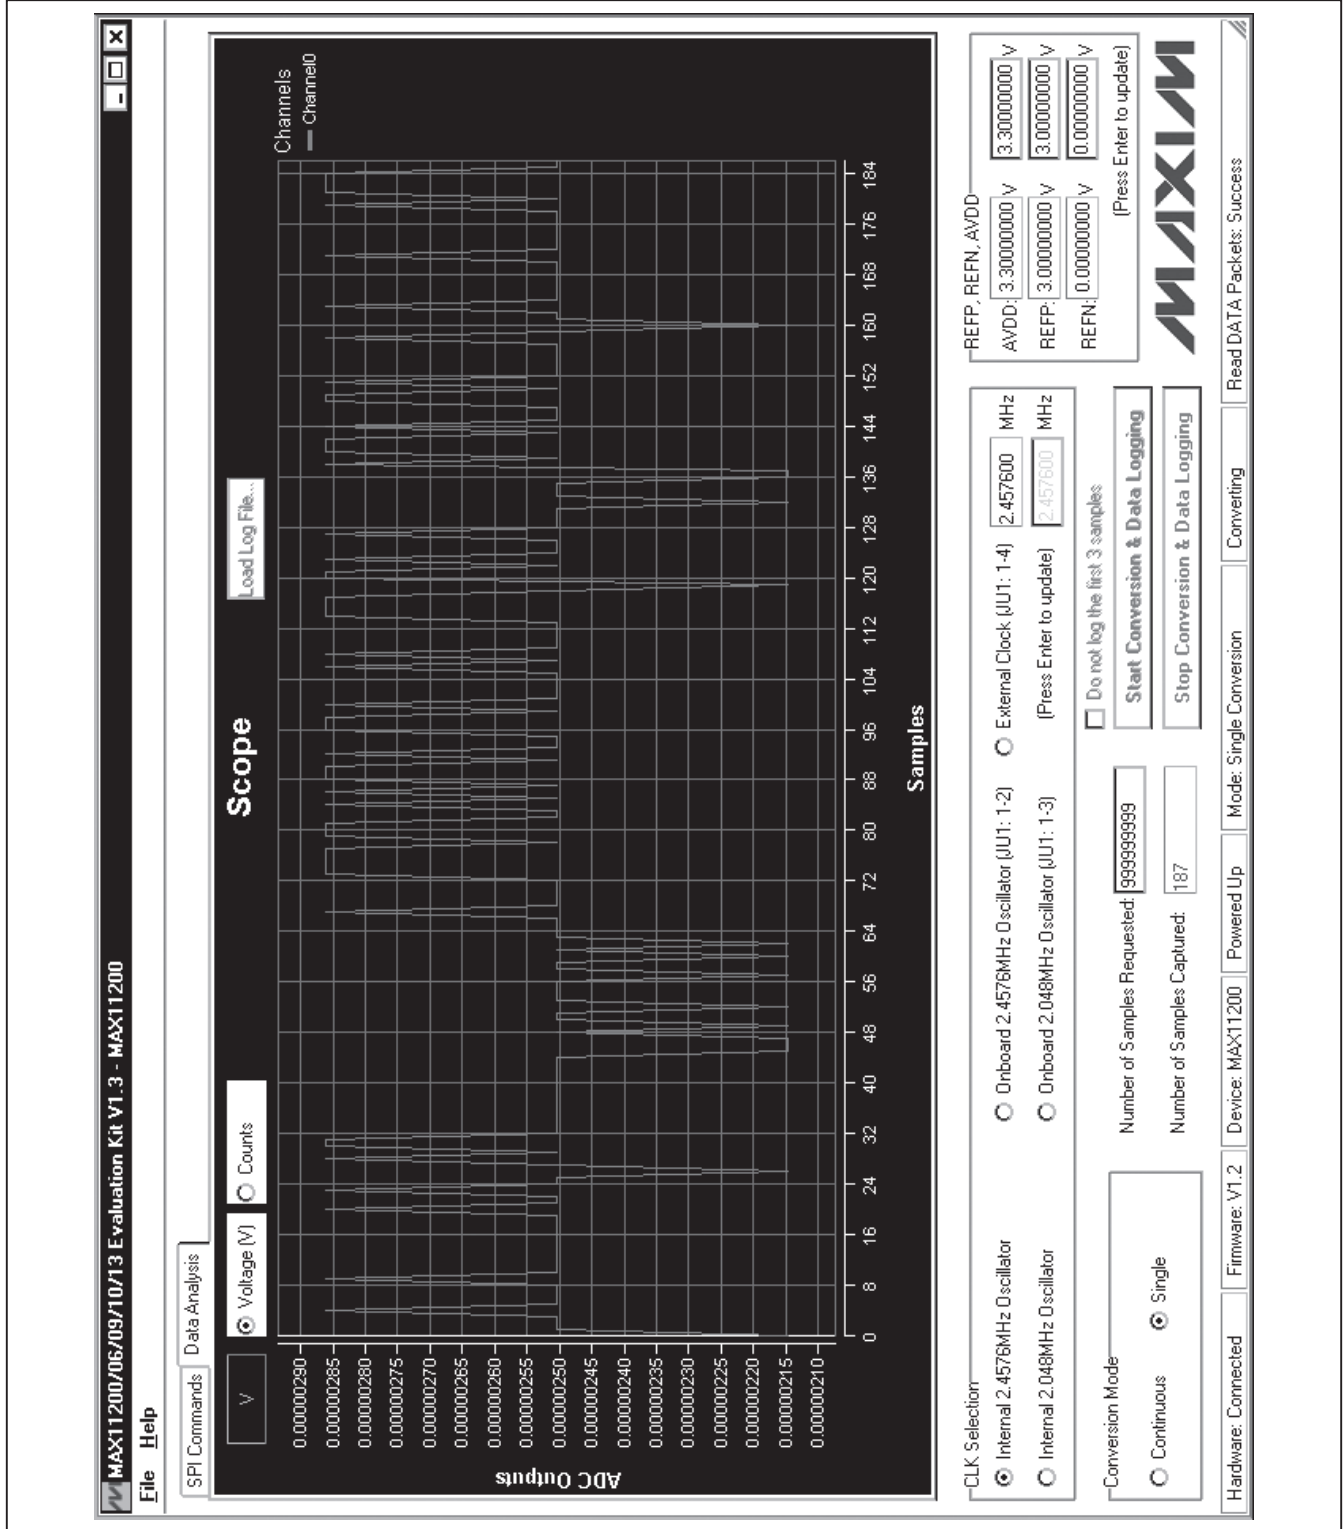 MAX11200/06/09/10/13 Evaluation Kit V1.3 - MAX11200
File Help
SPI Commands Data Analysis
V
Voltage (V) Counts
Scope
Load Log File...
Channels
Channel0
ADC Outputs
0.00000290
0.00000285
0.00000280
0.00000275
0.00000270
0.00000265
0.00000260
0.00000255
0.00000250
0.00000245
0.00000240
0.00000235
0.00000230
0.00000225
0.00000220
0.00000215
0.00000210
0 8 16 24 32 40 48 56 64 72 80 88 96 104 112 120 128 136 144 152 160 168 176 184
Samples
CLK Selection
Internal 2.4576MHz Oscillator Onboard 2.4576MHz Oscillator (JU1: 1-2) External Clock (JU1: 1-4) 2.457600 MHz
Internal 2.048MHz Oscillator Onboard 2.048MHz Oscillator (JU1: 1-3) (Press Enter to update) 2.457600 MHz
REFP, REFN, AVDD
AVDD: 3.30000000 V 3.30000000 V
REFP: 3.00000000 V 3.00000000 V
REFN: 0.00000000 V 0.00000000 V
(Press Enter to update)
Conversion Mode
Continuous Single
Number of Samples Requested: 999999999
Number of Samples Captured: 187
Do not log the first 3 samples
Start Conversion & Data Logging
Stop Conversion & Data Logging
MAXIM
Hardware: Connected Firmware: V1.2 Device: MAX11200 Powered Up Mode: Single Conversion Converting Read DATA Packets: Success